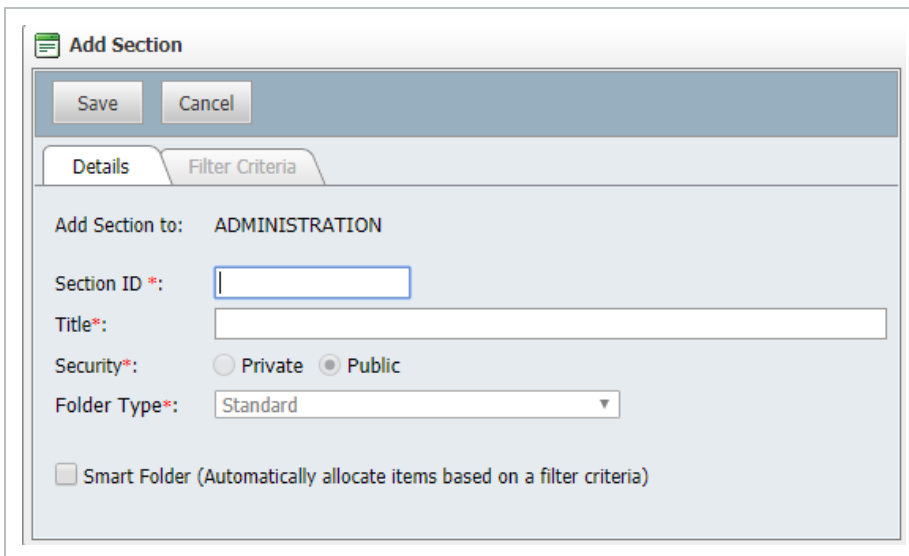 Add Section
Save Cancel
Details Filter Criteria
Add Section to: ADMINISTRATION
Section ID *:
Title*:
Security*: Private Public
Folder Type*: Standard
Smart Folder (Automatically allocate items based on a filter criteria)